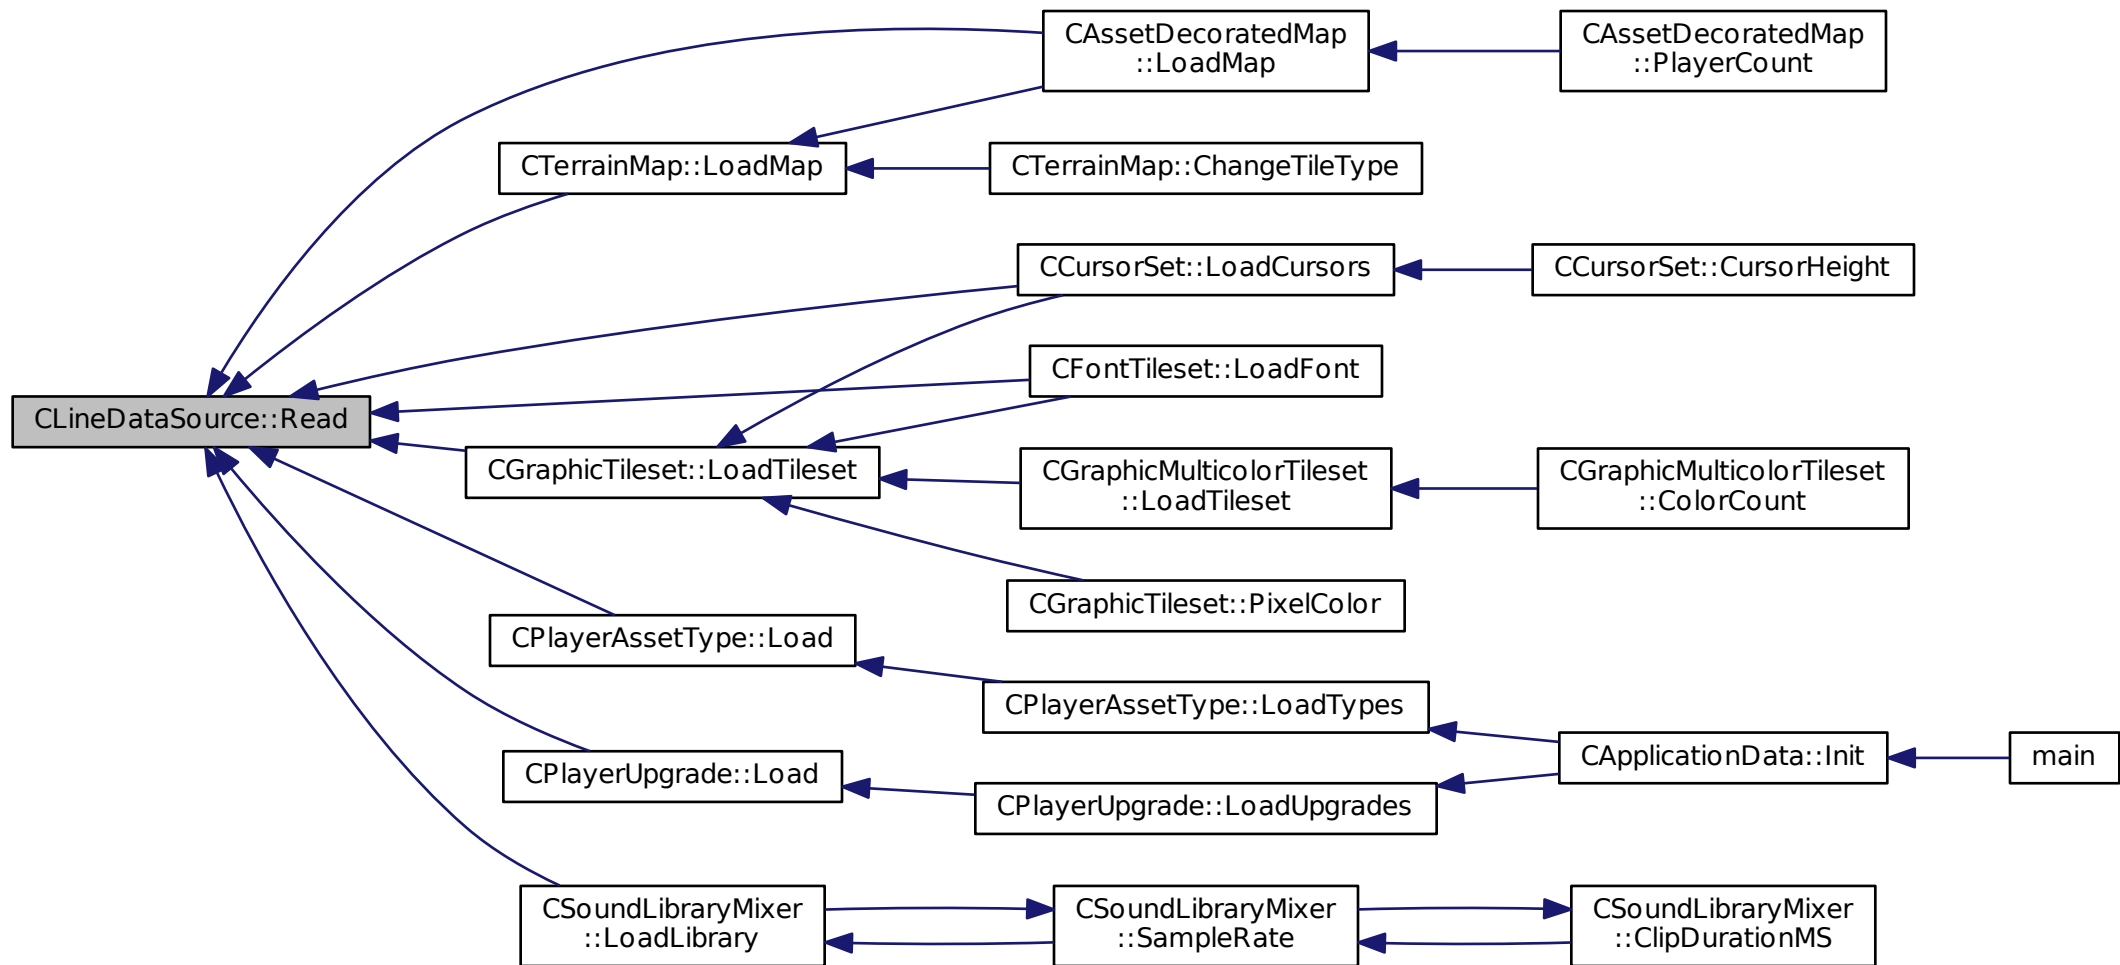 CAssetDecoratedMap
::LoadMap
CAssetDecoratedMap
::PlayerCount
CTerrainMap::LoadMap
CTerrainMap::ChangeTileType
CCursorSet::LoadCursors
CCursorSet::CursorHeight
CFontTileset::LoadFont
CLineDataSource::Read
CGraphicTileset::LoadTileset
CGraphicMulticolorTileset
::LoadTileset
CGraphicMulticolorTileset
::ColorCount
CGraphicTileset::PixelColor
CPlayerAssetType::Load
CPlayerAssetType::LoadTypes
CApplicationData::Init
main
CPlayerUpgrade::Load
CPlayerUpgrade::LoadUpgrades
CSoundLibraryMixer
::LoadLibrary
CSoundLibraryMixer
::SampleRate
CSoundLibraryMixer
::ClipDurationMS